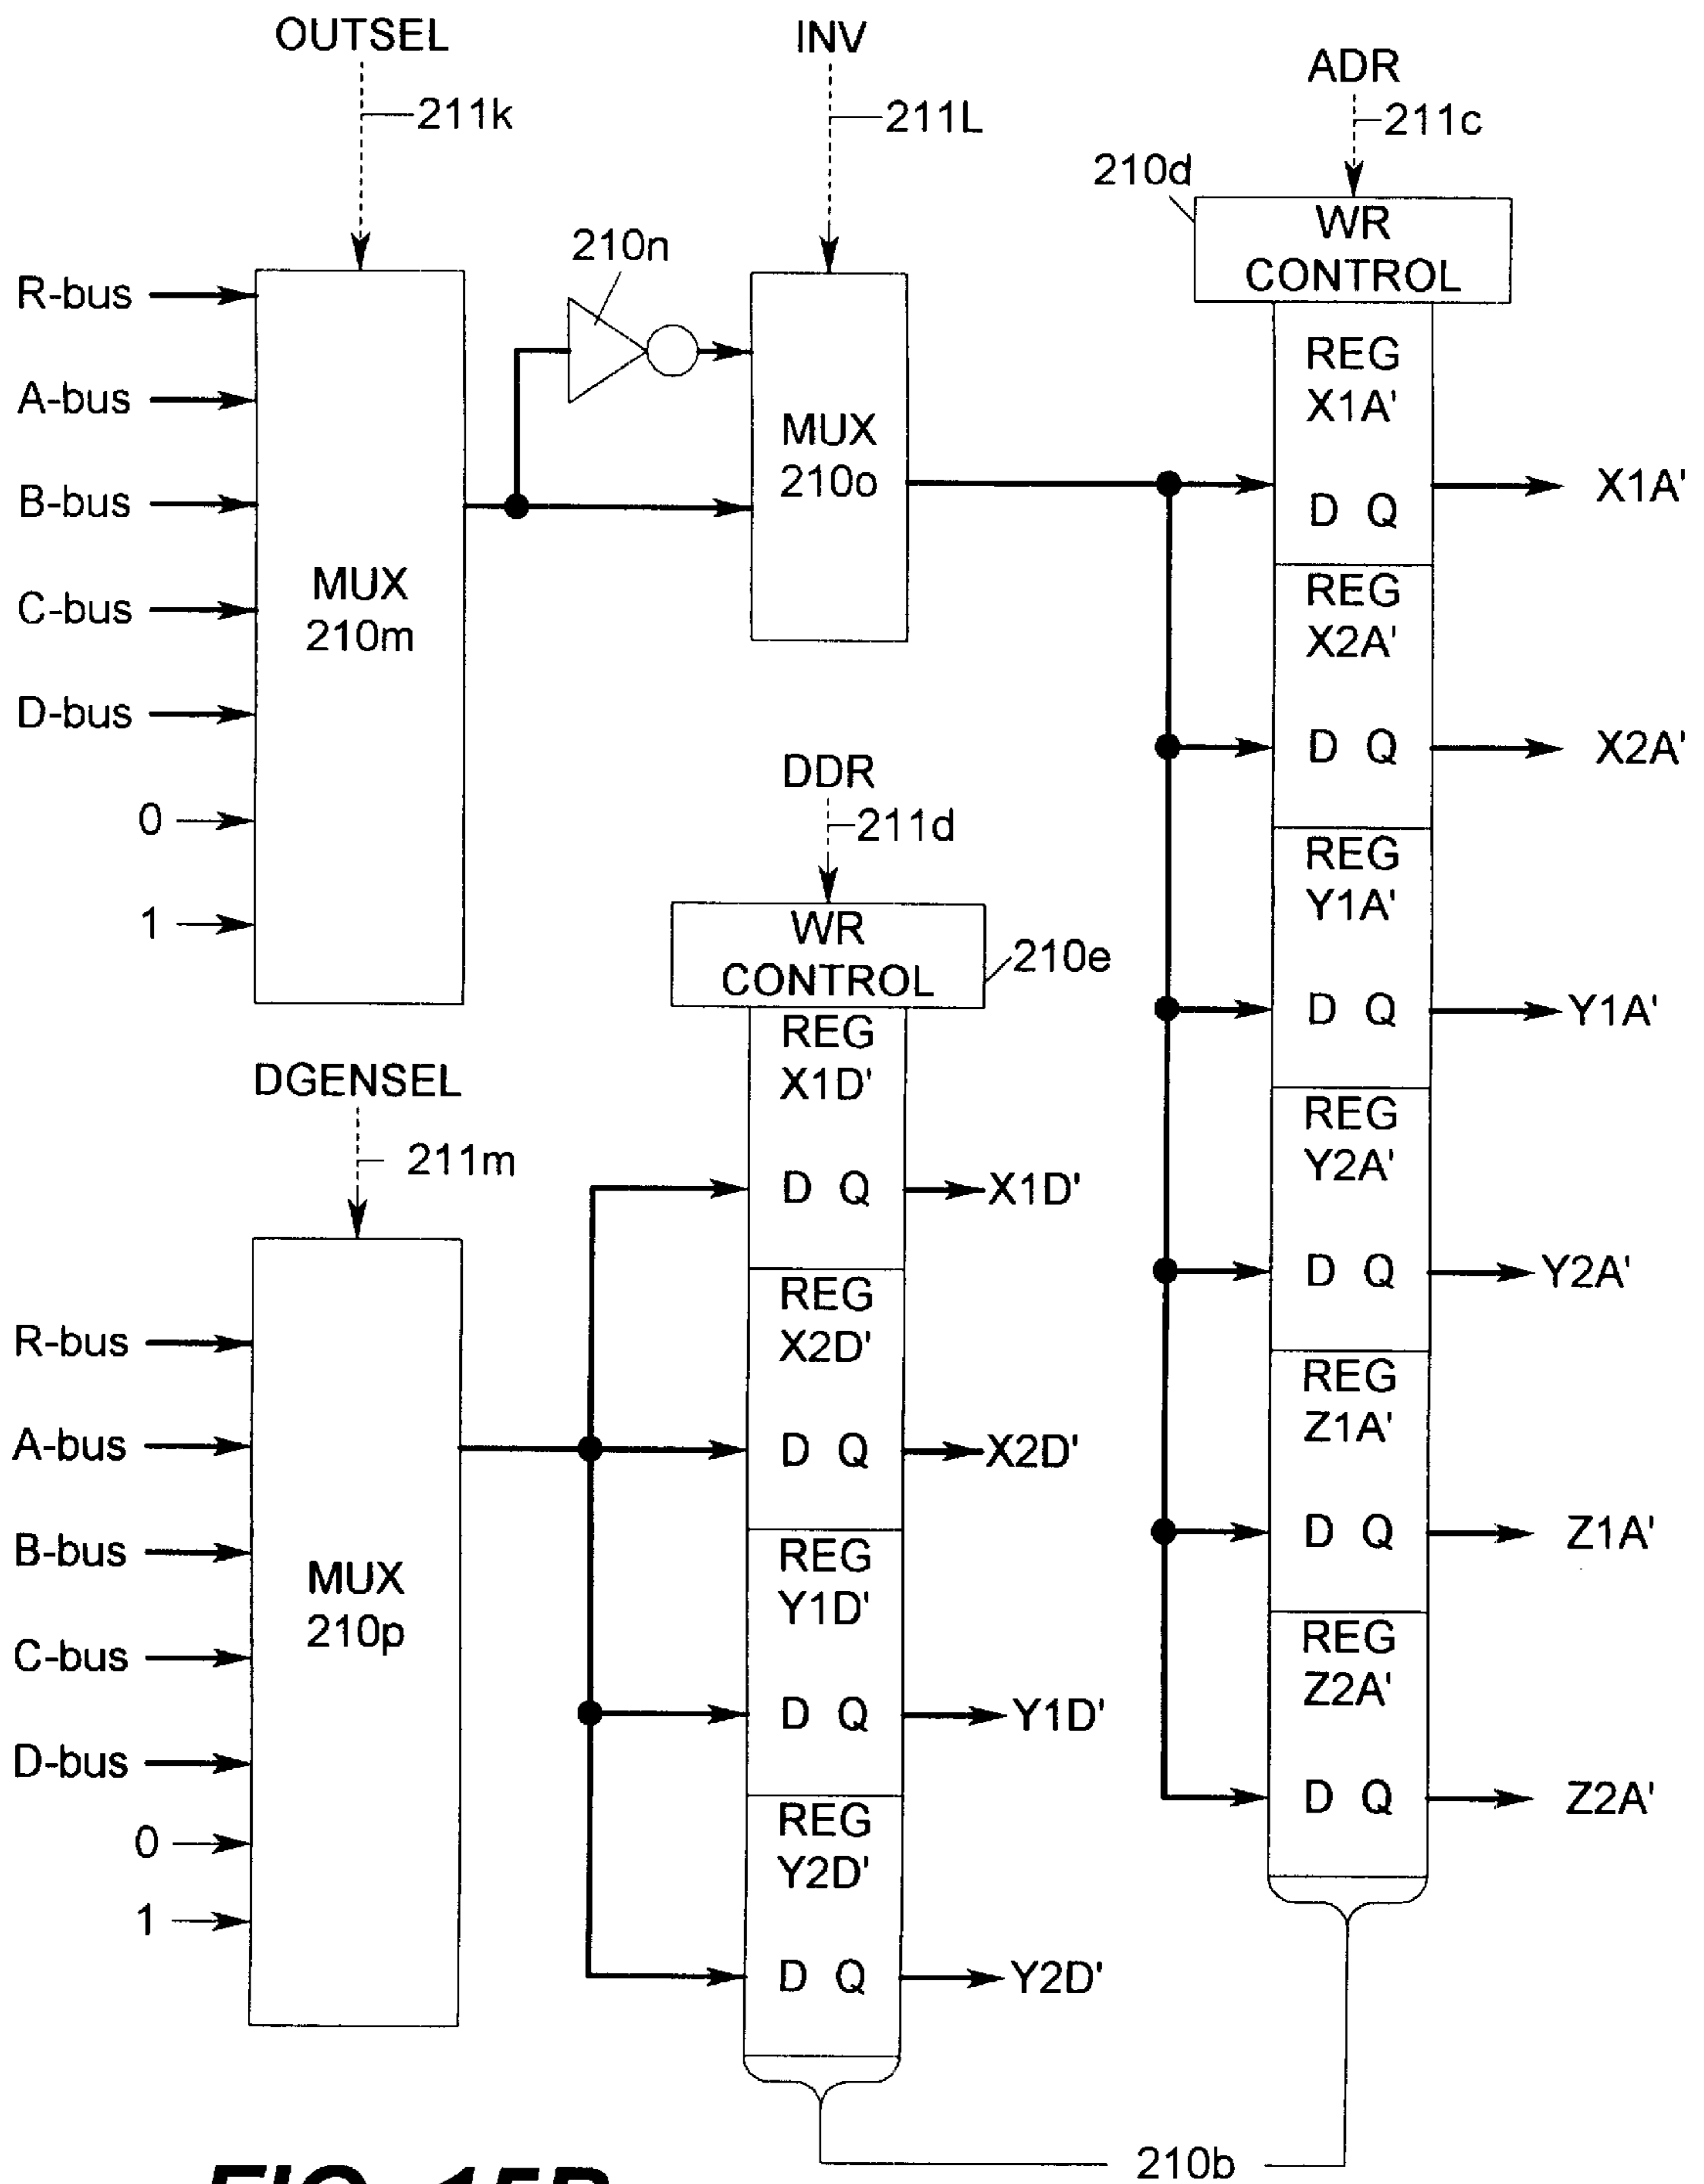 OUTSEL
INV
ADR
211k
211L
211c
210d
WR
CONTROL
210n
R-bus
A-bus
B-bus
C-bus
D-bus
0
1
MUX
210m
MUX
210o
REG
X1A'
D Q
X1A'
REG
X2A'
D Q
X2A'
REG
Y1A'
D Q
Y1A'
REG
Y2A'
D Q
Y2A'
REG
Z1A'
D Q
Z1A'
REG
Z2A'
D Q
Z2A'
DDR
211d
WR
CONTROL
210e
REG
X1D'
D Q
X1D'
REG
X2D'
D Q
X2D'
REG
Y1D'
D Q
Y1D'
REG
Y2D'
D Q
Y2D'
DGENSEL
211m
R-bus
A-bus
B-bus
C-bus
D-bus
0
1
MUX
210p
210b
FIG. 15B